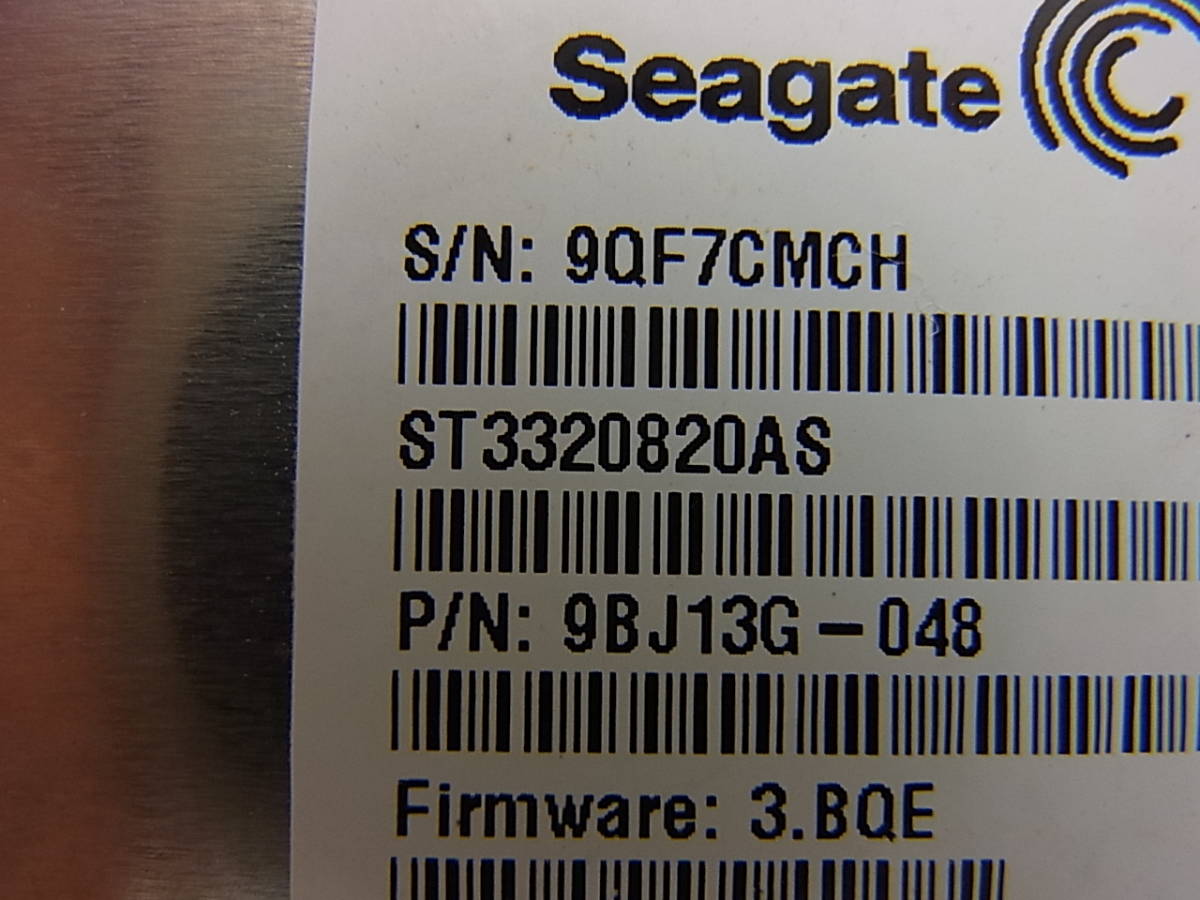 Seagate
S/N: 9QF7CMCH
ST3320820AS
P/N: 9BJ13G-048
Firmware: 3.BQE